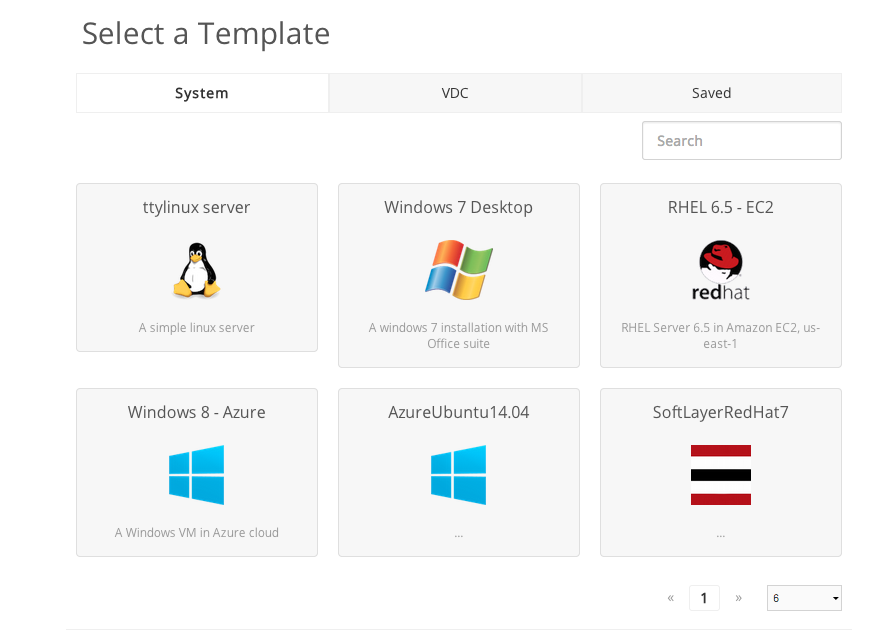 Select a Template
System
VDC
Saved
Search
ttylinux server
A simple linux server
Windows 7 Desktop
A windows 7 installation with MS
Office suite
RHEL 6.5 - EC2
redhat
RHEL Server 6.5 in Amazon EC2, us-
east-1
Windows 8 - Azure
A Windows VM in Azure cloud
AzureUbuntu14.04
...
SoftLayerRedHat7
...
« 1 » 6